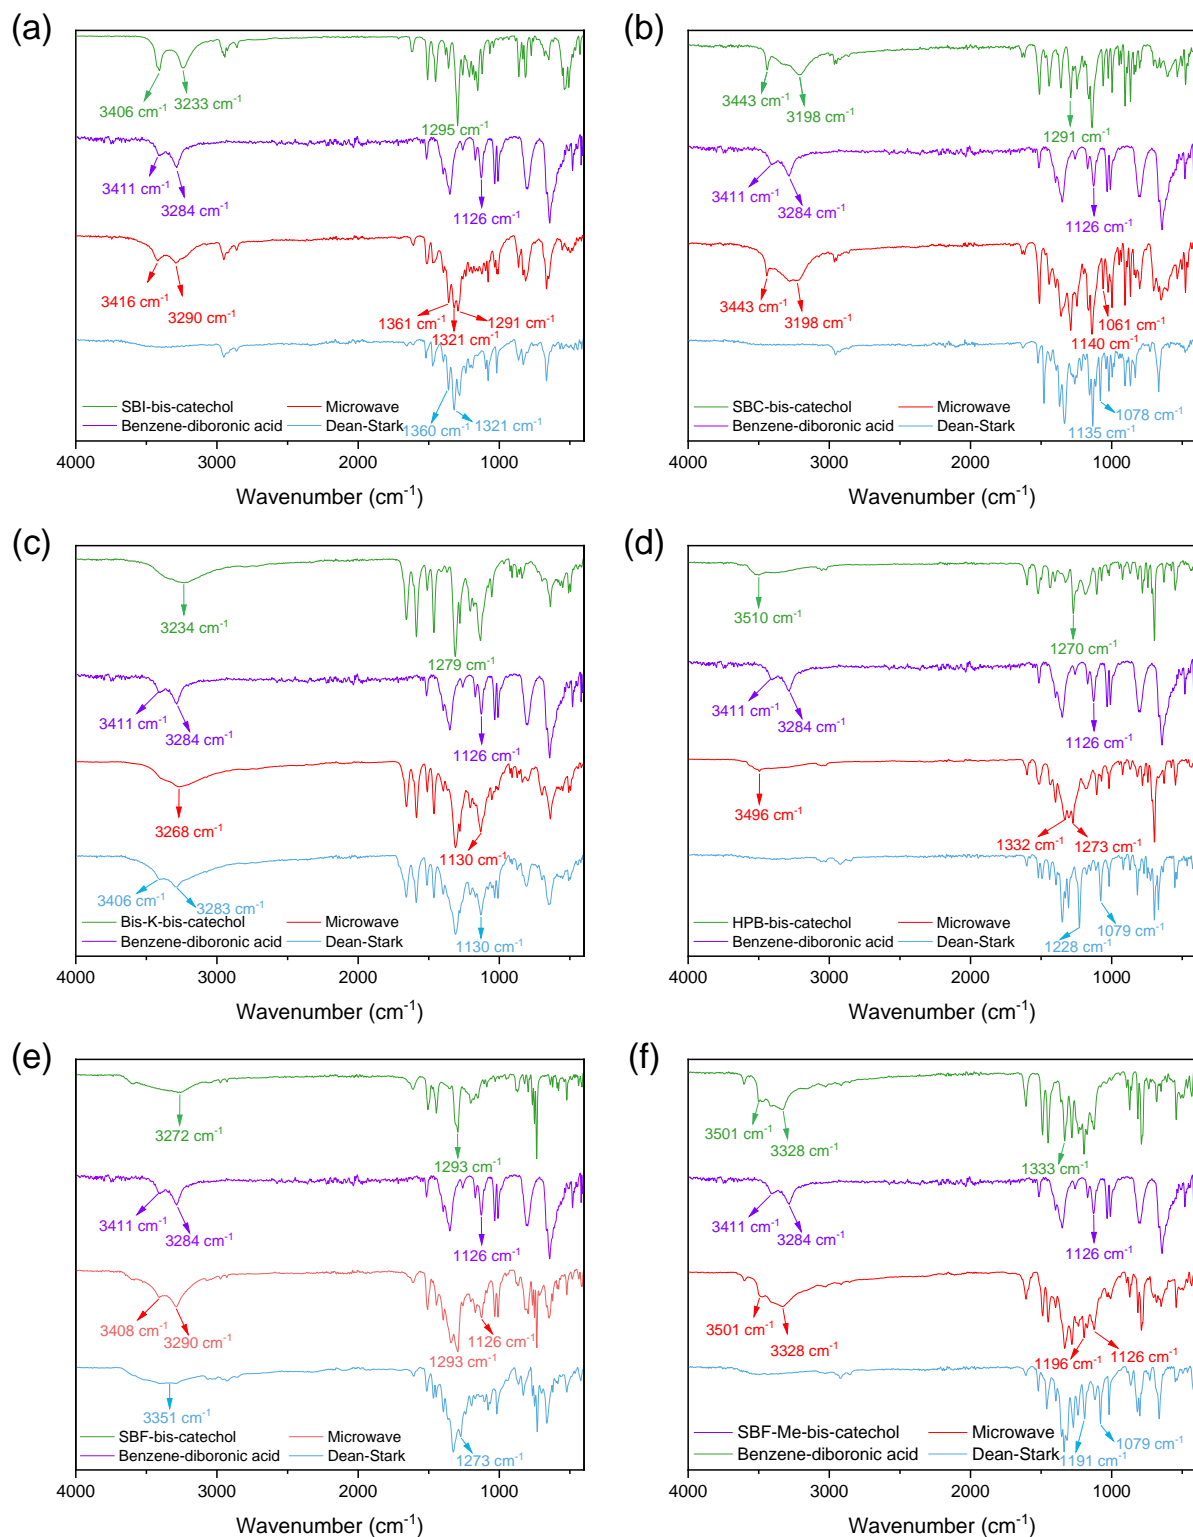 (a)
3406 cm-1
3233 cm-1
1295 cm-1
3411 cm-1
3284 cm-1
1126 cm-1
3416 cm-1
3290 cm-1
1361 cm-1
1291 cm-1
1321 cm-1
SBI-bis-catechol Microwave
Benzene-diboronic acid Dean-Stark
1360 cm-1
1321 cm-1
4000 3000 2000 1000
Wavenumber (cm-1)
(b)
3443 cm-1
3198 cm-1
1291 cm-1
3411 cm-1
3284 cm-1
1126 cm-1
3443 cm-1
3198 cm-1
1061 cm-1
1140 cm-1
SBC-bis-catechol Microwave
Benzene-diboronic acid Dean-Stark
1078 cm-1
1135 cm-1
4000 3000 2000 1000
Wavenumber (cm-1)
(c)
3234 cm-1
1279 cm-1
3411 cm-1
3284 cm-1
1126 cm-1
3268 cm-1
1130 cm-1
3406 cm-1
3283 cm-1
Bis-K-bis-catechol Microwave
Benzene-diboronic acid Dean-Stark
1130 cm-1
4000 3000 2000 1000
Wavenumber (cm-1)
(d)
3510 cm-1
1270 cm-1
3411 cm-1
3284 cm-1
1126 cm-1
3496 cm-1
1332 cm-1
1273 cm-1
HPB-bis-catechol Microwave
Benzene-diboronic acid Dean-Stark
1079 cm-1
1228 cm-1
4000 3000 2000 1000
Wavenumber (cm-1)
(e)
3272 cm-1
1293 cm-1
3411 cm-1
3284 cm-1
1126 cm-1
3408 cm-1
3290 cm-1
1126 cm-1
1293 cm-1
3351 cm-1
SBF-bis-catechol Microwave
Benzene-diboronic acid Dean-Stark
1273 cm-1
4000 3000 2000 1000
Wavenumber (cm-1)
(f)
3501 cm-1
3328 cm-1
1333 cm-1
3411 cm-1
3284 cm-1
1126 cm-1
3501 cm-1
3328 cm-1
1196 cm-1
1126 cm-1
SBF-Me-bis-catechol Microwave
Benzene-diboronic acid Dean-Stark
1079 cm-1
1191 cm-1
4000 3000 2000 1000
Wavenumber (cm-1)